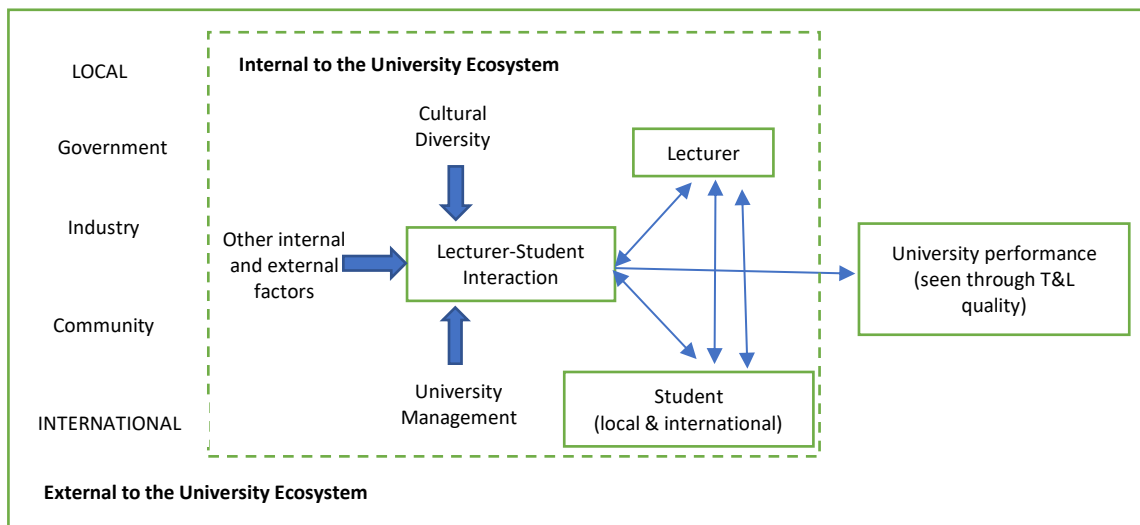 LOCAL
Government
Industry
Community
INTERNATIONAL
External to the University Ecosystem
Internal to the University Ecosystem
Cultural
Diversity
Other internal
and external
factors
Lecturer-Student
Interaction
University
Management
Lecturer
Student
(local & international)
University performance
(seen through T&L
quality)